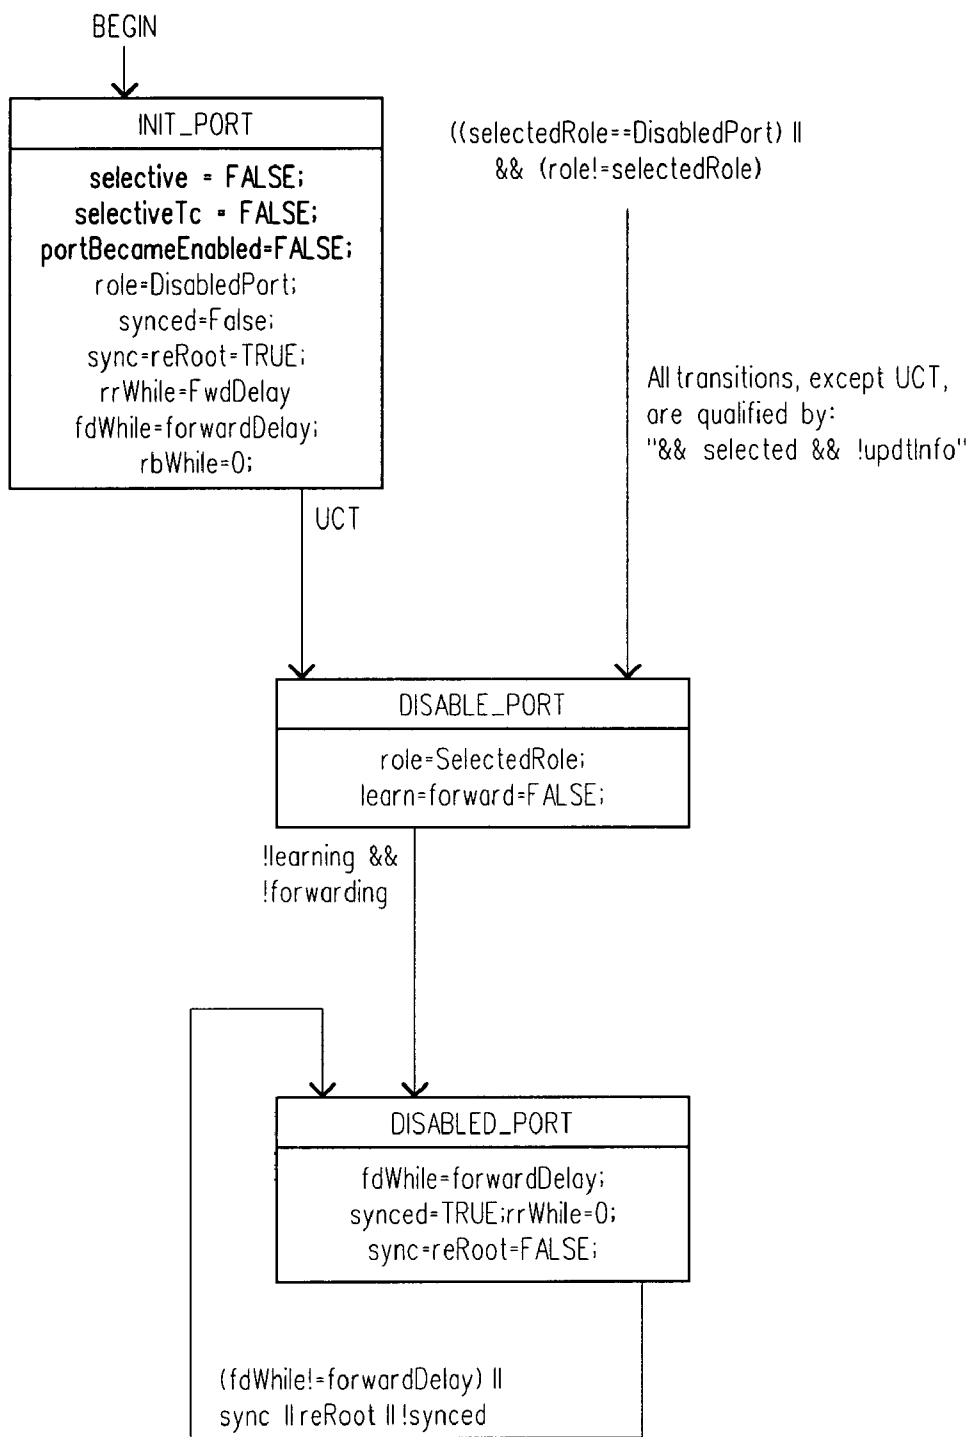 BEGIN
INIT_PORT
selective = FALSE;
selectiveTc = FALSE;
portBecameEnabled=FALSE;
role=DisabledPort;
synced=False;
sync=reRoot=TRUE;
rrWhile=FwdDelay
fdWhile=forwardDelay;
rbWhile=0;
((selectedRole==DisabledPort) ||
&& (role!=selectedRole)
All transitions, except UCT,
are qualified by:
"&& selected && !updtInfo"
UCT
DISABLE_PORT
role=SelectedRole;
learn=forward=FALSE;
!learning &&
!forwarding
DISABLED_PORT
fdWhile=forwardDelay;
synced=TRUE;rrWhile=0;
sync=reRoot=FALSE;
(fdWhile!=forwardDelay) ||
sync || reRoot || !synced